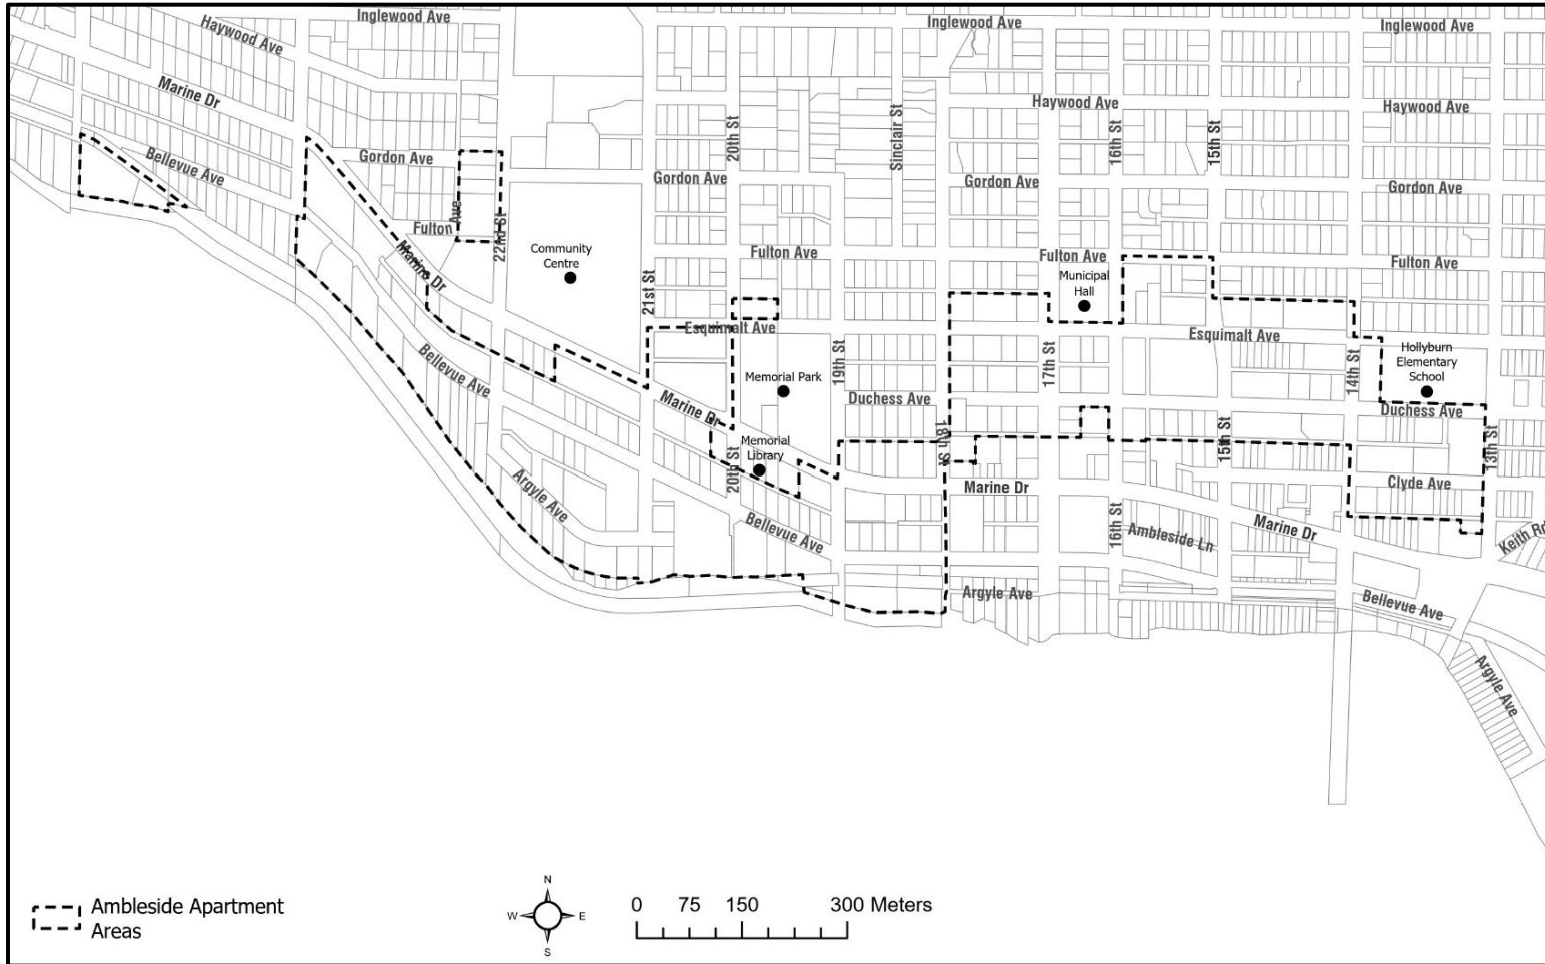 Inglewood Ave
Inglewood Ave
Inglewood Ave
Haywood Ave
Marine Dr
Haywood Ave
Haywood Ave
Sinclair St
20th St
16th St
15th St
Bellevue Ave
Gordon Ave
Gordon Ave
Gordon Ave
Gordon Ave
Fulton Ave
22nd St
Community
Centre
Fulton Ave
Fulton Ave
Fulton Ave
Marine Dr
Municipal
Hall
21st St
Esquimalt Ave
Esquimalt Ave
Hollyburn
Elementary
School
19th St
17th St
14th St
Bellevue Ave
Memorial Park
Marine Dr
Duchess Ave
Duchess Ave
18th St
15th St
13th St
Memorial
Library
20th St
Argyle Ave
Marine Dr
Clyde Ave
Bellevue Ave
16th St
Ambleside Ln
Marine Dr
Keith Rd
Argyle Ave
Bellevue Ave
Argyle Ave
Ambleside Apartment
Areas
N
W
E
S
0 75 150 300 Meters